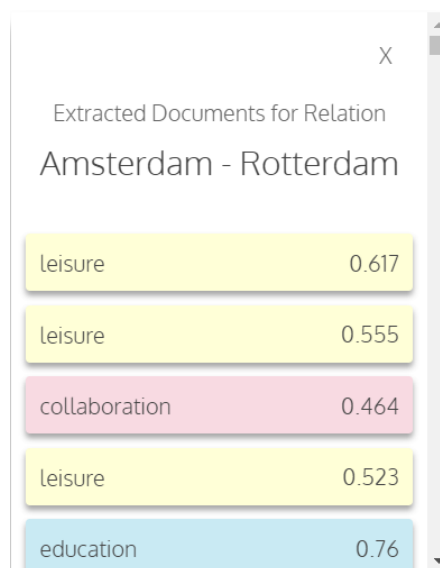 X
Extracted Documents for Relation
Amsterdam - Rotterdam
leisure 0.617
leisure 0.555
collaboration 0.464
leisure 0.523
education 0.76